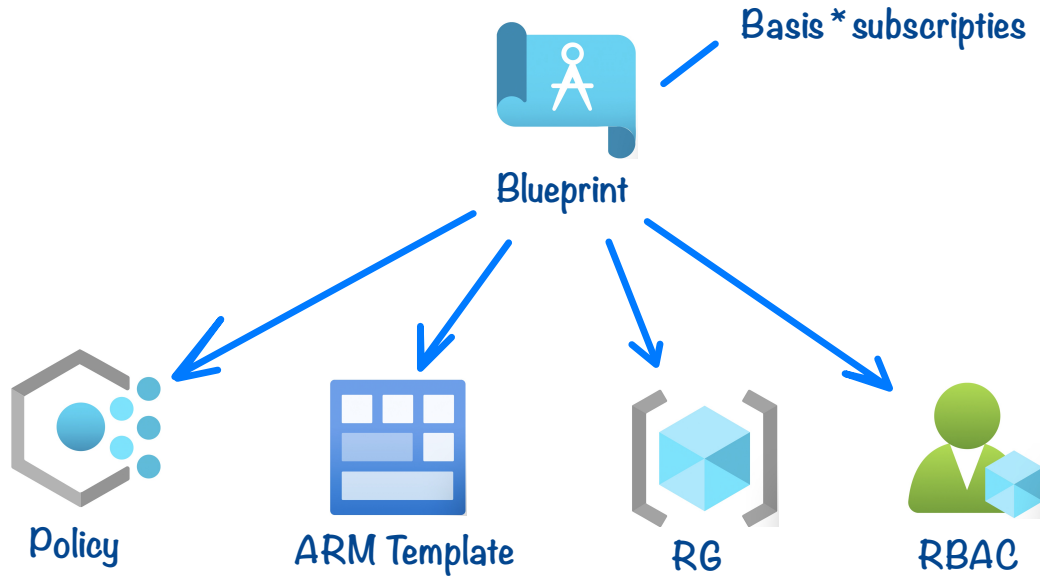 Basis * subscripties
Blueprint
Policy
ARM Template
RG
RBAC